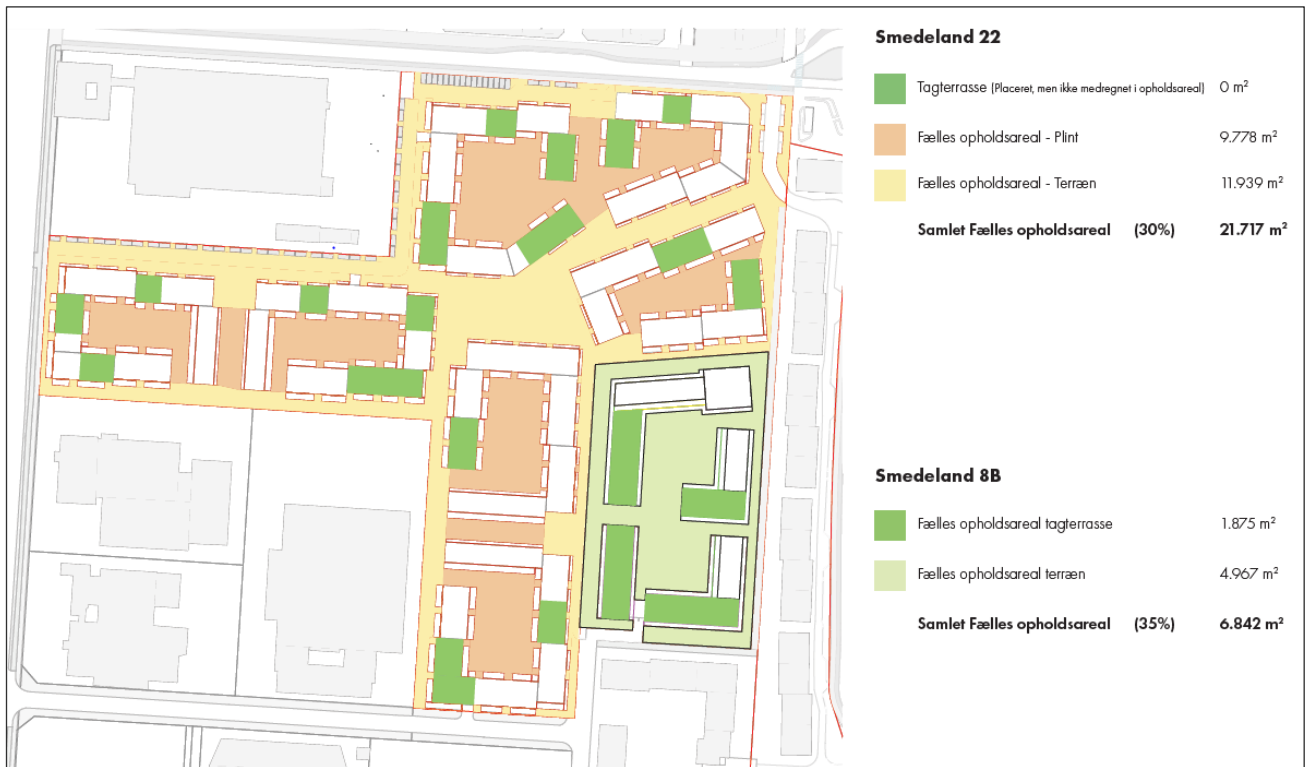 Smedeland 22
Tagterrasse (Placeret, men ikke medregnet i opholdsareal) 0 m²
Fælles opholdsareal - Plint 9.778 m²
Fælles opholdsareal - Terræn 11.939 m²
Samlet Fælles opholdsareal (30%) 21.717 m²
Smedeland 8B
Fælles opholdsareal tagterrasse 1.875 m²
Fælles opholdsareal terræn 4.967 m²
Samlet Fælles opholdsareal (35%) 6.842 m²